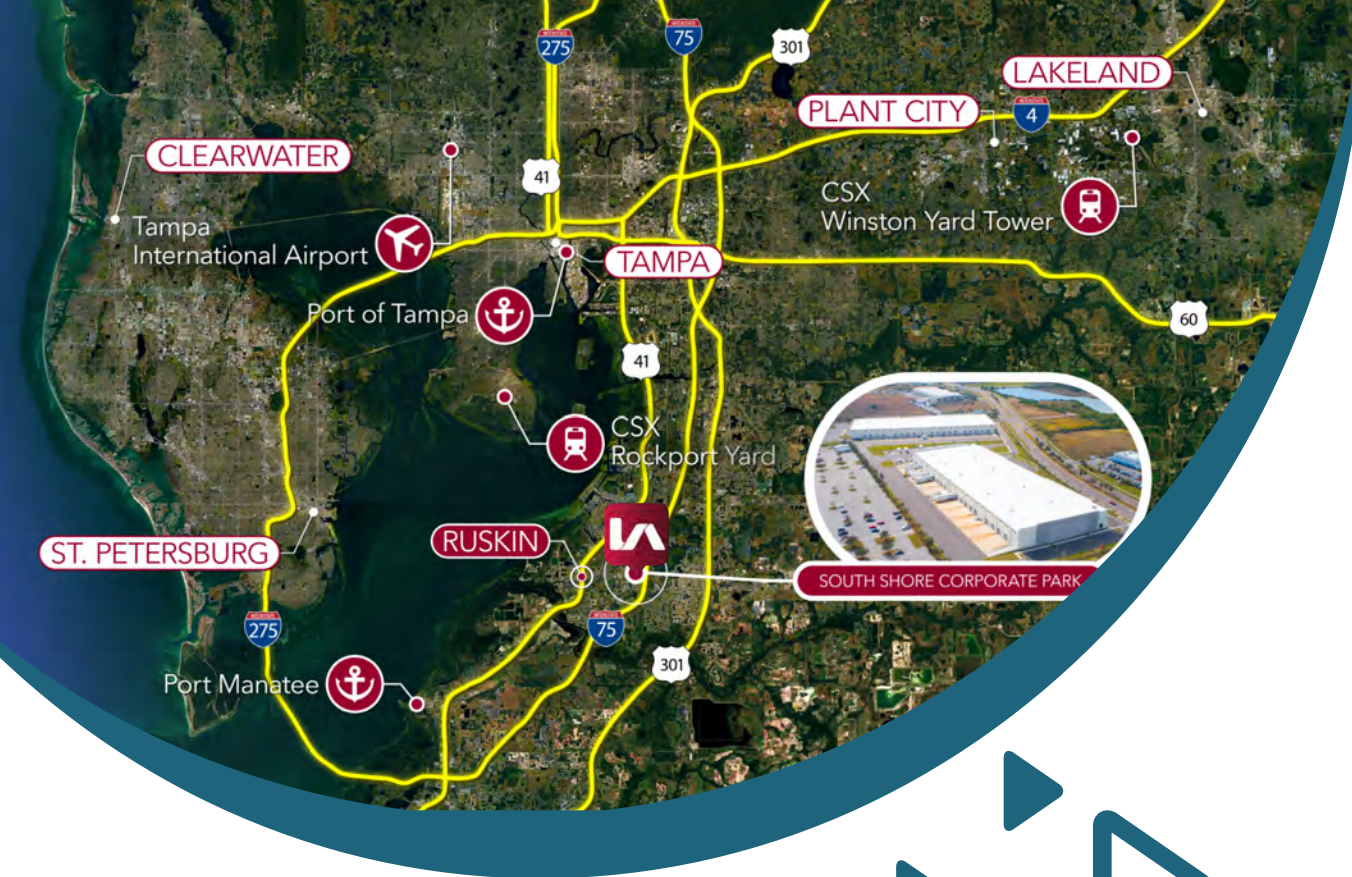 275
75
301
LAKELAND
PLANT CITY
4
CLEARWATER
41
CSX
Winston Yard Tower
Tampa
International Airport
TAMPA
Port of Tampa
60
41
CSX
Rockport Yard
RUSKIN
ST. PETERSBURG
SOUTH SHORE CORPORATE PARK
275
75
301
Port Manatee